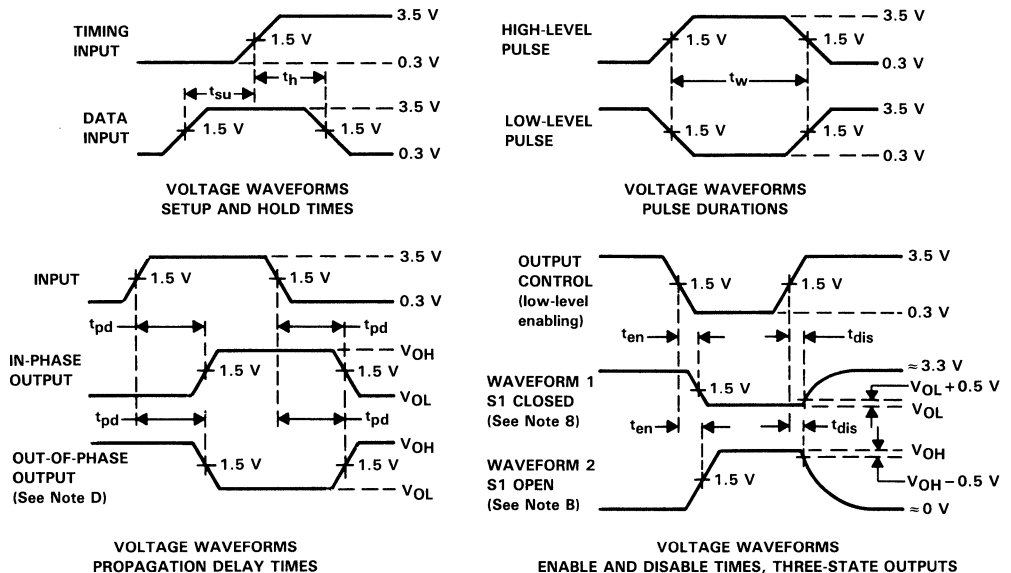 TIMING
INPUT
3.5 V
1.5 V
0.3 V
th
tsu
DATA
INPUT
3.5 V
1.5 V
1.5 V
0.3 V
VOLTAGE WAVEFORMS
SETUP AND HOLD TIMES
HIGH-LEVEL
PULSE
3.5 V
1.5 V
1.5 V
0.3 V
tw
LOW-LEVEL
PULSE
3.5 V
1.5 V
1.5 V
0.3 V
VOLTAGE WAVEFORMS
PULSE DURATIONS
INPUT
3.5 V
1.5 V
1.5 V
0.3 V
tpd
tpd
IN-PHASE
OUTPUT
VOH
1.5 V
1.5 V
VOL
tpd
tpd
OUT-OF-PHASE
OUTPUT
(See Note D)
VOH
1.5 V
1.5 V
VOL
VOLTAGE WAVEFORMS
PROPAGATION DELAY TIMES
OUTPUT
CONTROL
(low-level
enabling)
3.5 V
1.5 V
1.5 V
0.3 V
ten
tdis
WAVEFORM 1
S1 CLOSED
(See Note 8)
1.5 V
≈3.3 V
VOL+0.5 V
VOL
ten
tdis
WAVEFORM 2
S1 OPEN
(See Note B)
1.5 V
VOH
VOH−0.5 V
≈0 V
VOLTAGE WAVEFORMS
ENABLE AND DISABLE TIMES, THREE-STATE OUTPUTS